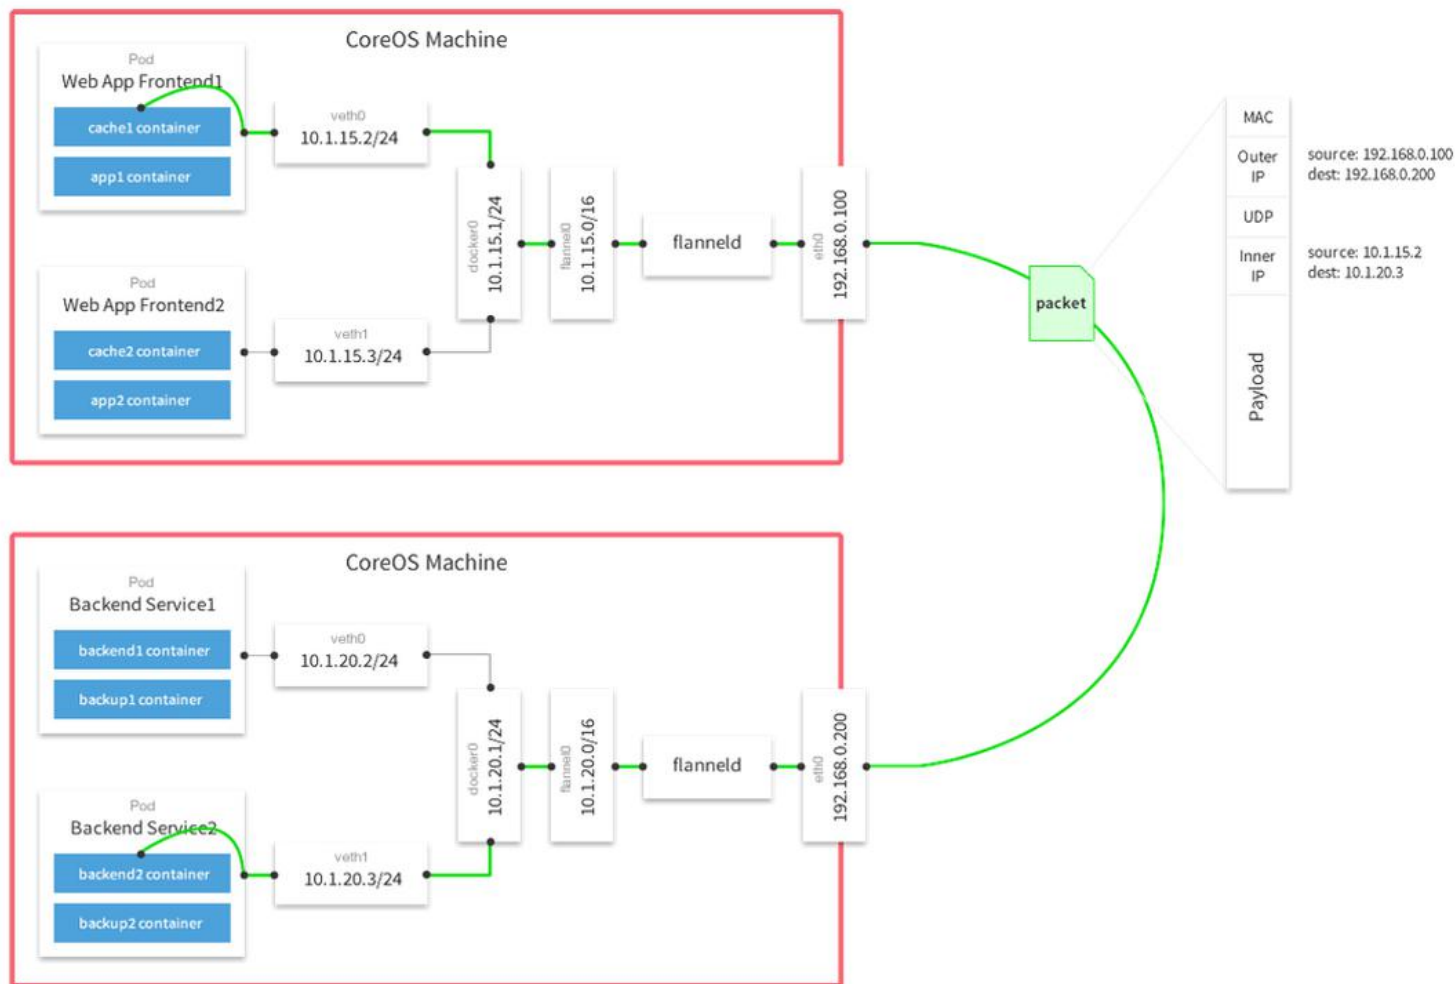 CoreOS Machine
Pod
Web App Frontend1
cache1 container
app1 container
veth0
10.1.15.2/24
Pod
Web App Frontend2
cache2 container
app2 container
veth1
10.1.15.3/24
docker0
10.1.15.1/24
flannel0
10.1.15.0/16
flanneld
eth0
192.168.0.100
packet
MAC
Outer
IP
source: 192.168.0.100
dest: 192.168.0.200
UDP
Inner
IP
source: 10.1.15.2
dest: 10.1.20.3
Payload
CoreOS Machine
Pod
Backend Service1
backend1 container
backup1 container
veth0
10.1.20.2/24
Pod
Backend Service2
backend2 container
backup2 container
veth1
10.1.20.3/24
docker0
10.1.20.1/24
flannel0
10.1.20.0/16
flanneld
eth0
192.168.0.200